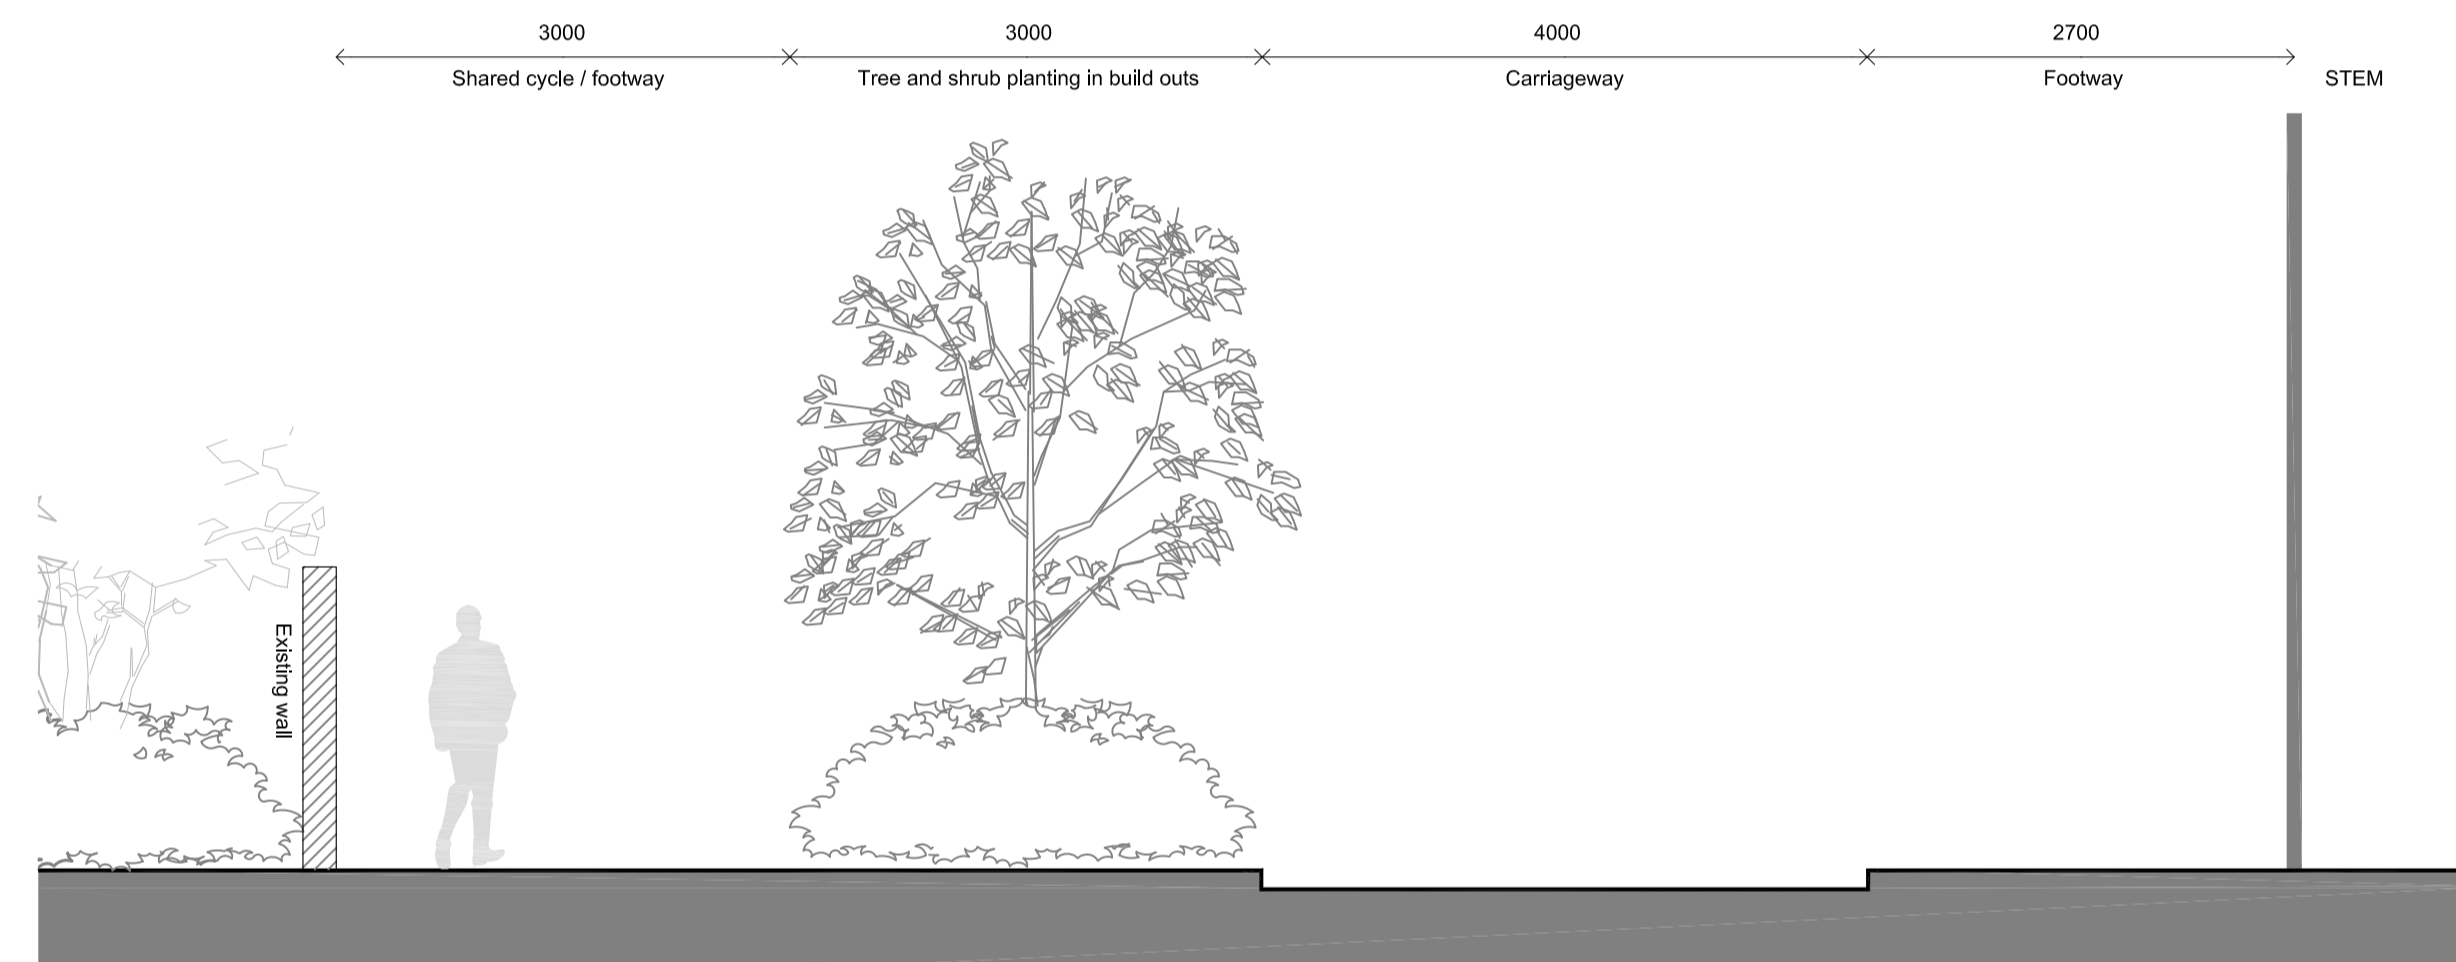 3000
3000
4000
2700
Shared cycle / footway
Tree and shrub planting in build outs
Carriageway
Footway
STEM
Existing wall